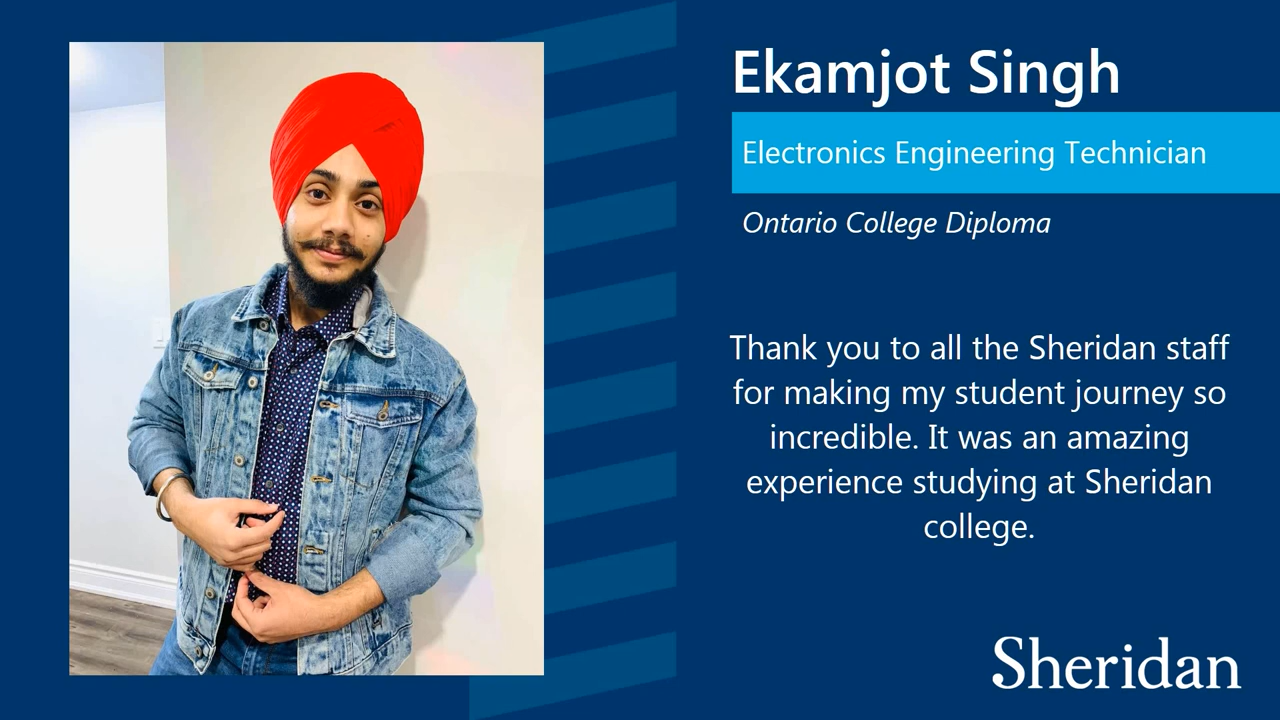 Ekamjot Singh
Electronics Engineering Technician
Ontario College Diploma
Thank you to all the Sheridan staff
for making my student journey so
incredible. It was an amazing
experience studying at Sheridan
college.
Sheridan